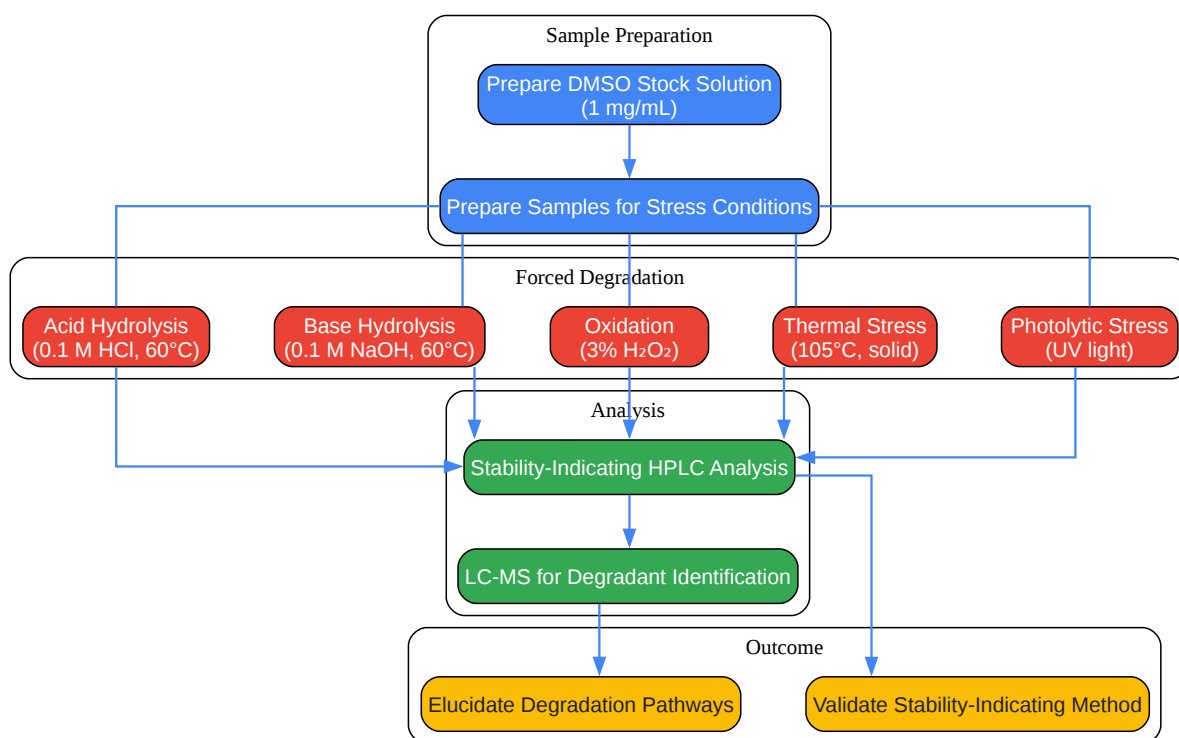 Sample Preparation
Prepare DMSO Stock Solution
(1 mg/mL)
Prepare Samples for Stress Conditions
Forced Degradation
Acid Hydrolysis
(0.1 M HCl, 60°C)
Base Hydrolysis
(0.1 M NaOH, 60°C)
Oxidation
(3% H₂O₂)
Thermal Stress
(105°C, solid)
Photolytic Stress
(UV light)
Analysis
Stability-Indicating HPLC Analysis
LC-MS for Degradant Identification
Outcome
Elucidate Degradation Pathways
Validate Stability-Indicating Method